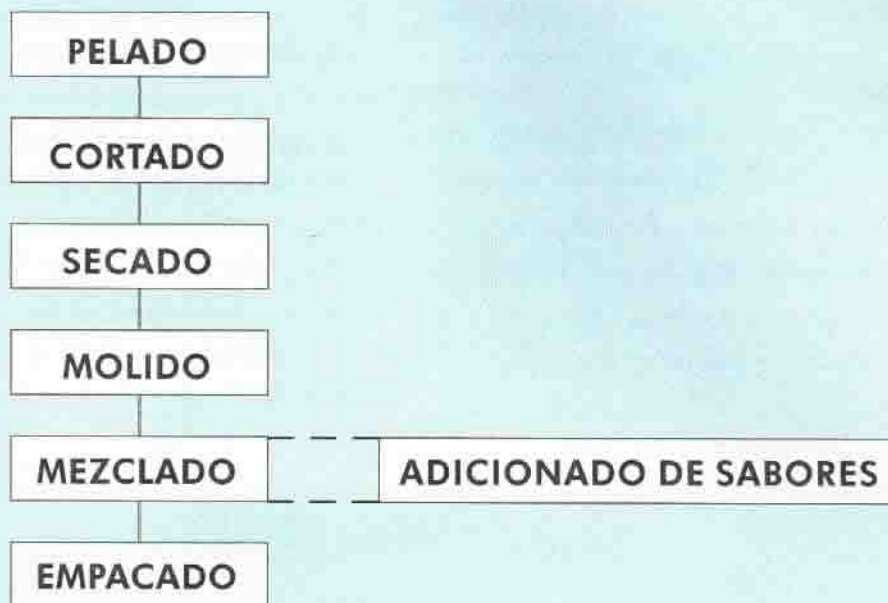 PELADO
CORTADO
SECADO
MOLIDO
MEZCLADO
ADICIONADO DE SABORES
EMPACADO